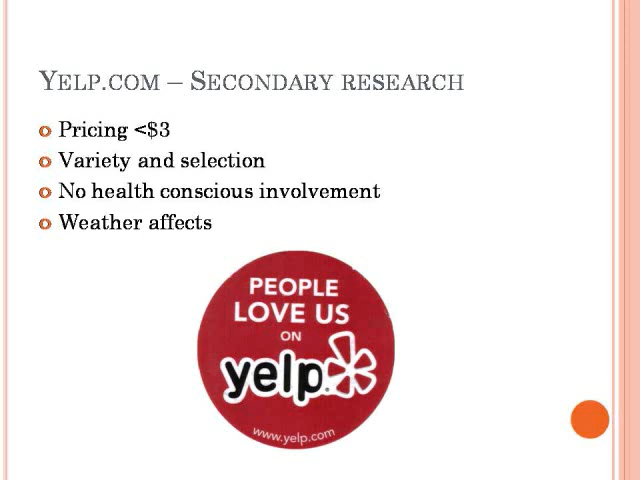 Yelp.com – Secondary research
Pricing <$3
Variety and selection
No health conscious involvement
Weather affects
PEOPLE
LOVE US
ON
yelp
www.yelp.com